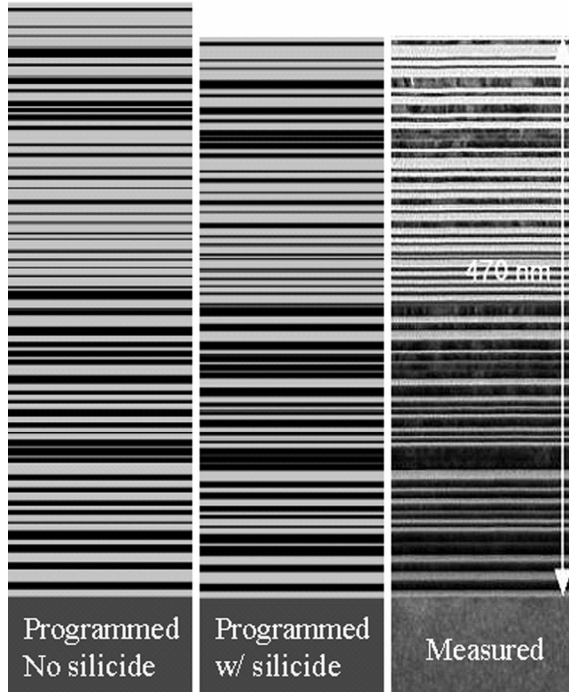 470 nm
Programmed
No silicide
Programmed
w/ silicide
Measured